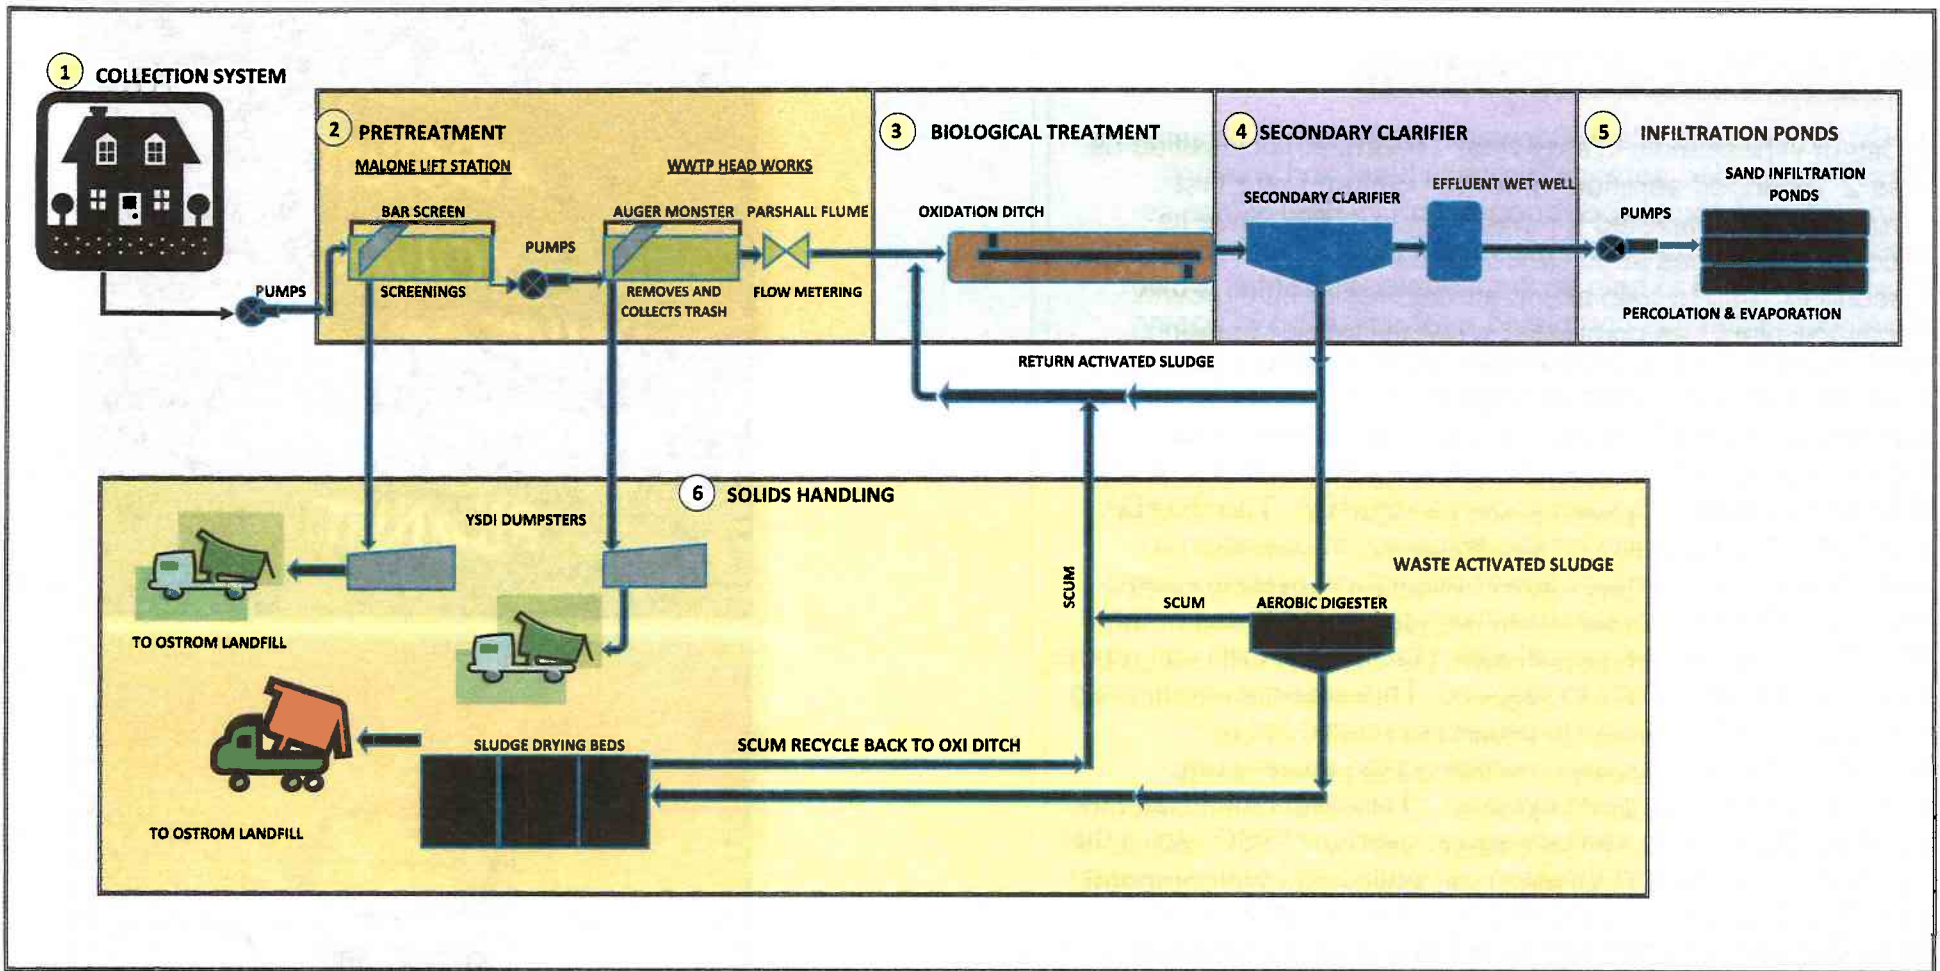 1 COLLECTION SYSTEM
2 PRETREATMENT
MALONE LIFT STATION
WWTP HEAD WORKS
BAR SCREEN
AUGER MONSTER
PARSHALL FLUME
PUMPS
PUMPS
SCREENINGS
REMOVES AND
COLLECTS TRASH
FLOW METERING
3 BIOLOGICAL TREATMENT
OXIDATION DITCH
4 SECONDARY CLARIFIER
SECONDARY CLARIFIER
EFFLUENT WET WELL
5 INFILTRATION PONDS
SAND INFILTRATION
PONDS
PUMPS
PERCOLATION & EVAPORATION
RETURN ACTIVATED SLUDGE
6 SOLIDS HANDLING
YSDI DUMPSTERS
TO OSTROM LANDFILL
WASTE ACTIVATED SLUDGE
AEROBIC DIGESTER
SCUM
SCUM
SLUDGE DRYING BEDS
SCUM RECYCLE BACK TO OXI DITCH
TO OSTROM LANDFILL